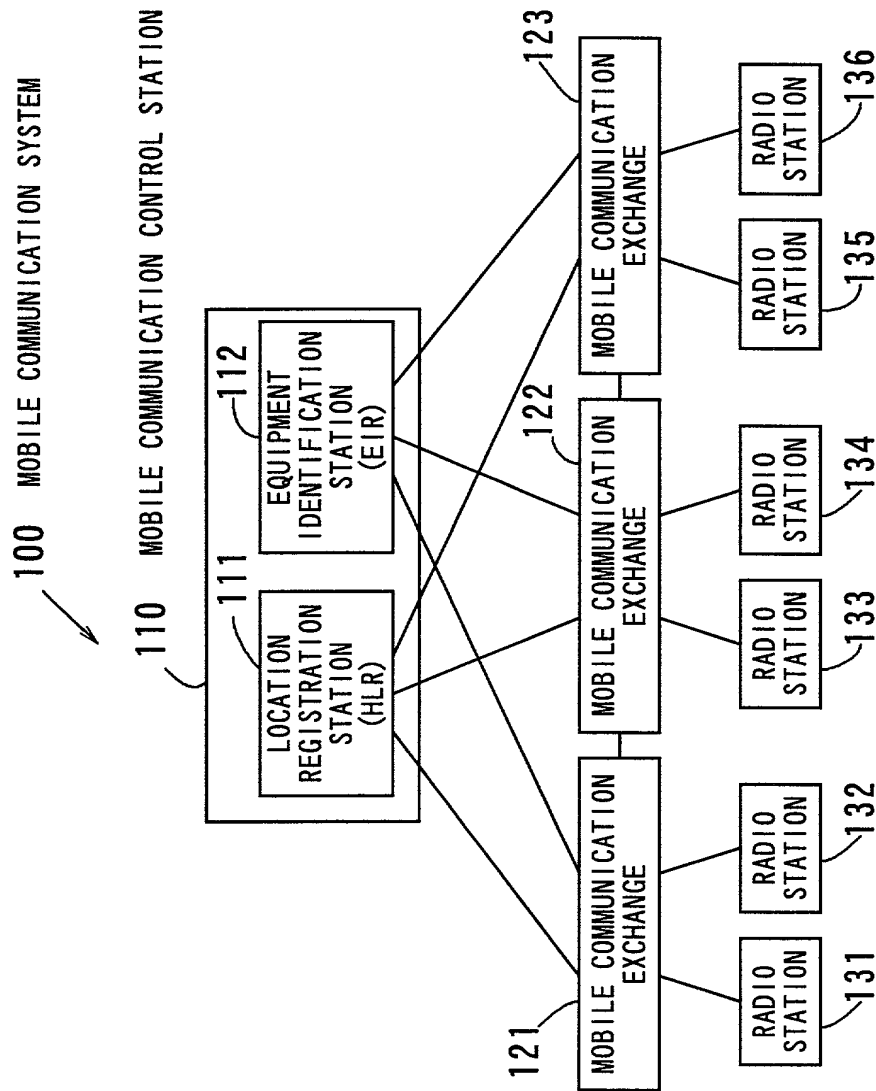 100 MOBILE COMMUNICATION SYSTEM
110 MOBILE COMMUNICATION CONTROL STATION
111
LOCATION
REGISTRATION
STATION
(HLR)
112
EQUIPMENT
IDENTIFICATION
STATION
(EIR)
121
MOBILE COMMUNICATION
EXCHANGE
122
MOBILE COMMUNICATION
EXCHANGE
123
MOBILE COMMUNICATION
EXCHANGE
RADIO
STATION
131
RADIO
STATION
132
RADIO
STATION
133
RADIO
STATION
134
RADIO
STATION
135
RADIO
STATION
136